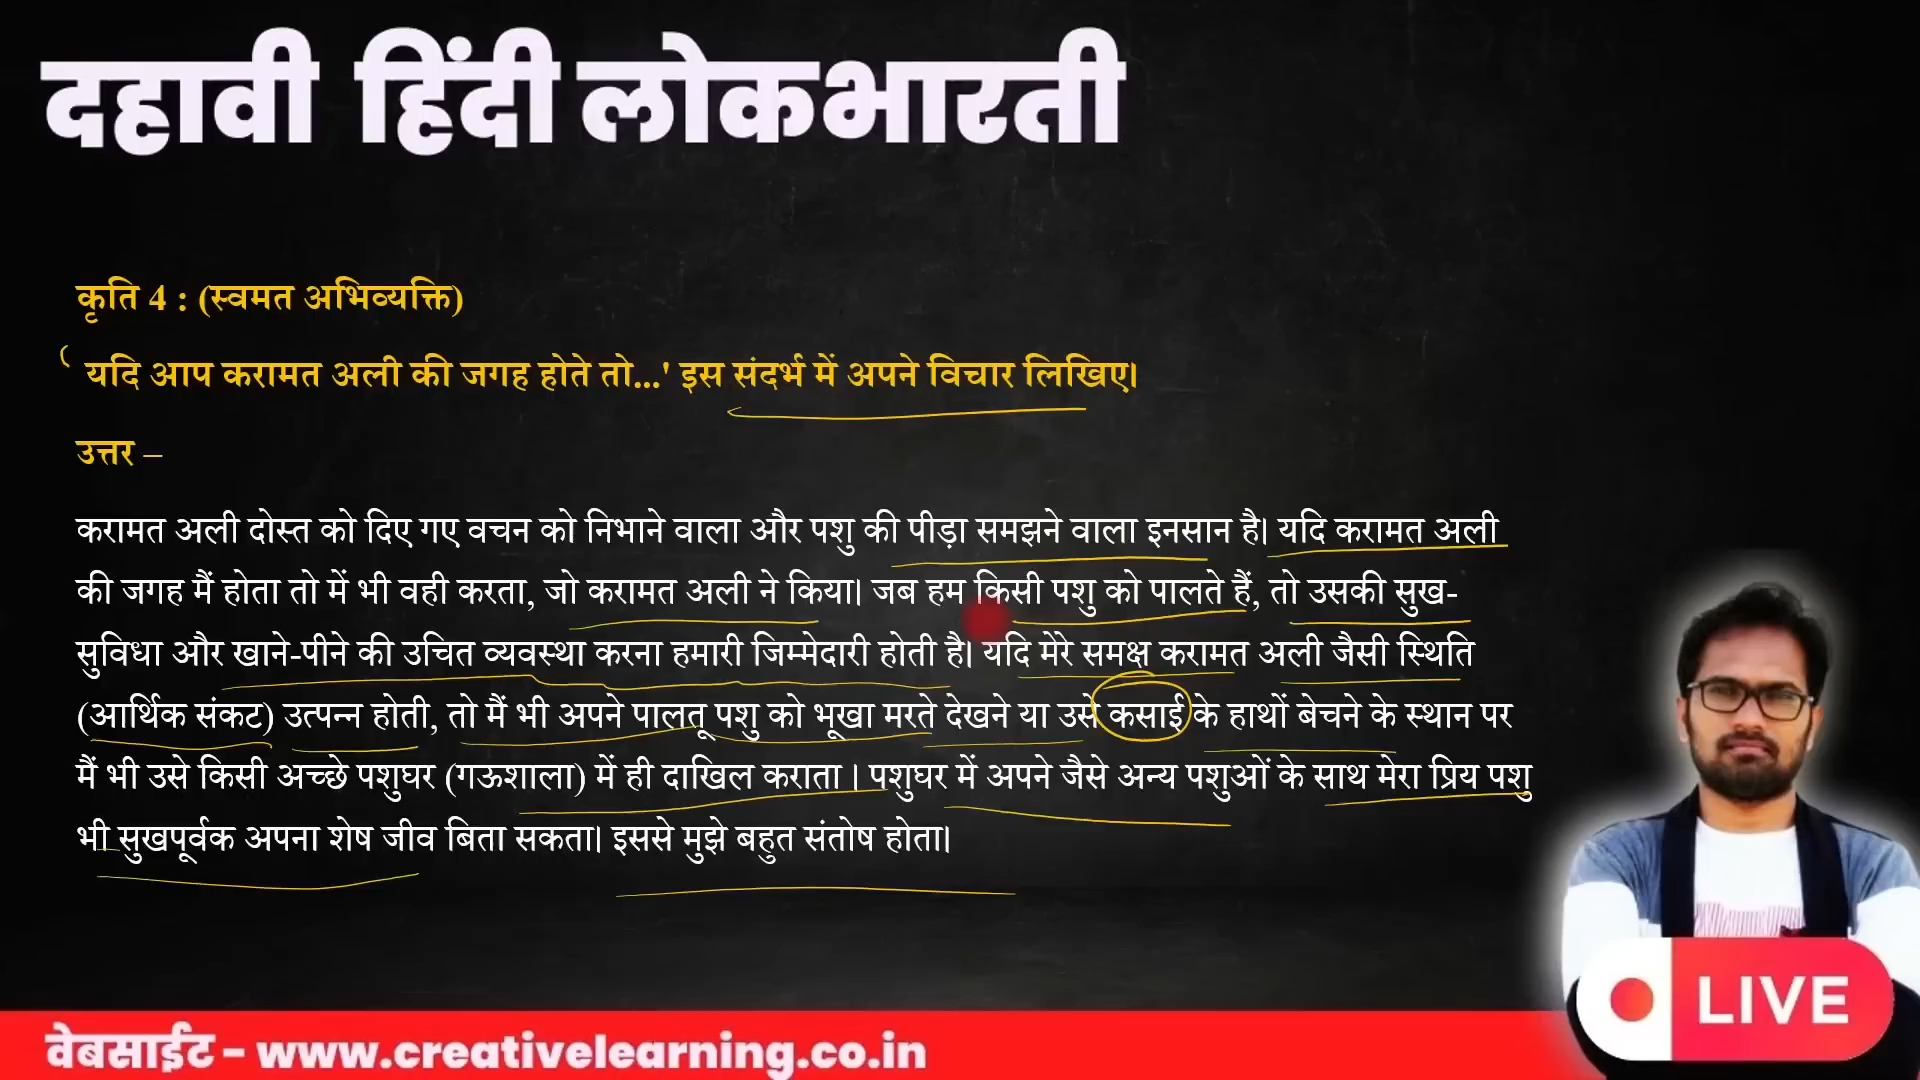 दहावी हिंदी लोकभारती
कृति 4 : (स्वमत अभिव्यक्ति)
यदि आप करामत अली की जगह होते तो...' इस संदर्भ में अपने विचार लिखिए।
उत्तर –
करामत अली दोस्त को दिए गए वचन को निभाने वाला और पशु की पीड़ा समझने वाला इनसान है। यदि करामत अली
की जगह मैं होता तो में भी वही करता, जो करामत अली ने किया। जब हम किसी पशु को पालते हैं, तो उसकी सुख-
सुविधा और खाने-पीने की उचित व्यवस्था करना हमारी जिम्मेदारी होती है। यदि मेरे समक्ष करामत अली जैसी स्थिति
(आर्थिक संकट) उत्पन्न होती, तो मैं भी अपने पालतू पशु को भूखा मरते देखने या उसे कसाई के हाथों बेचने के स्थान पर
मैं भी उसे किसी अच्छे पशुघर (गऊशाला) में ही दाखिल कराता । पशुघर में अपने जैसे अन्य पशुओं के साथ मेरा प्रिय पशु
भी सुखपूर्वक अपना शेष जीव बिता सकता। इससे मुझे बहुत संतोष होता।
LIVE
वेबसाईट - www.creativelearning.co.in